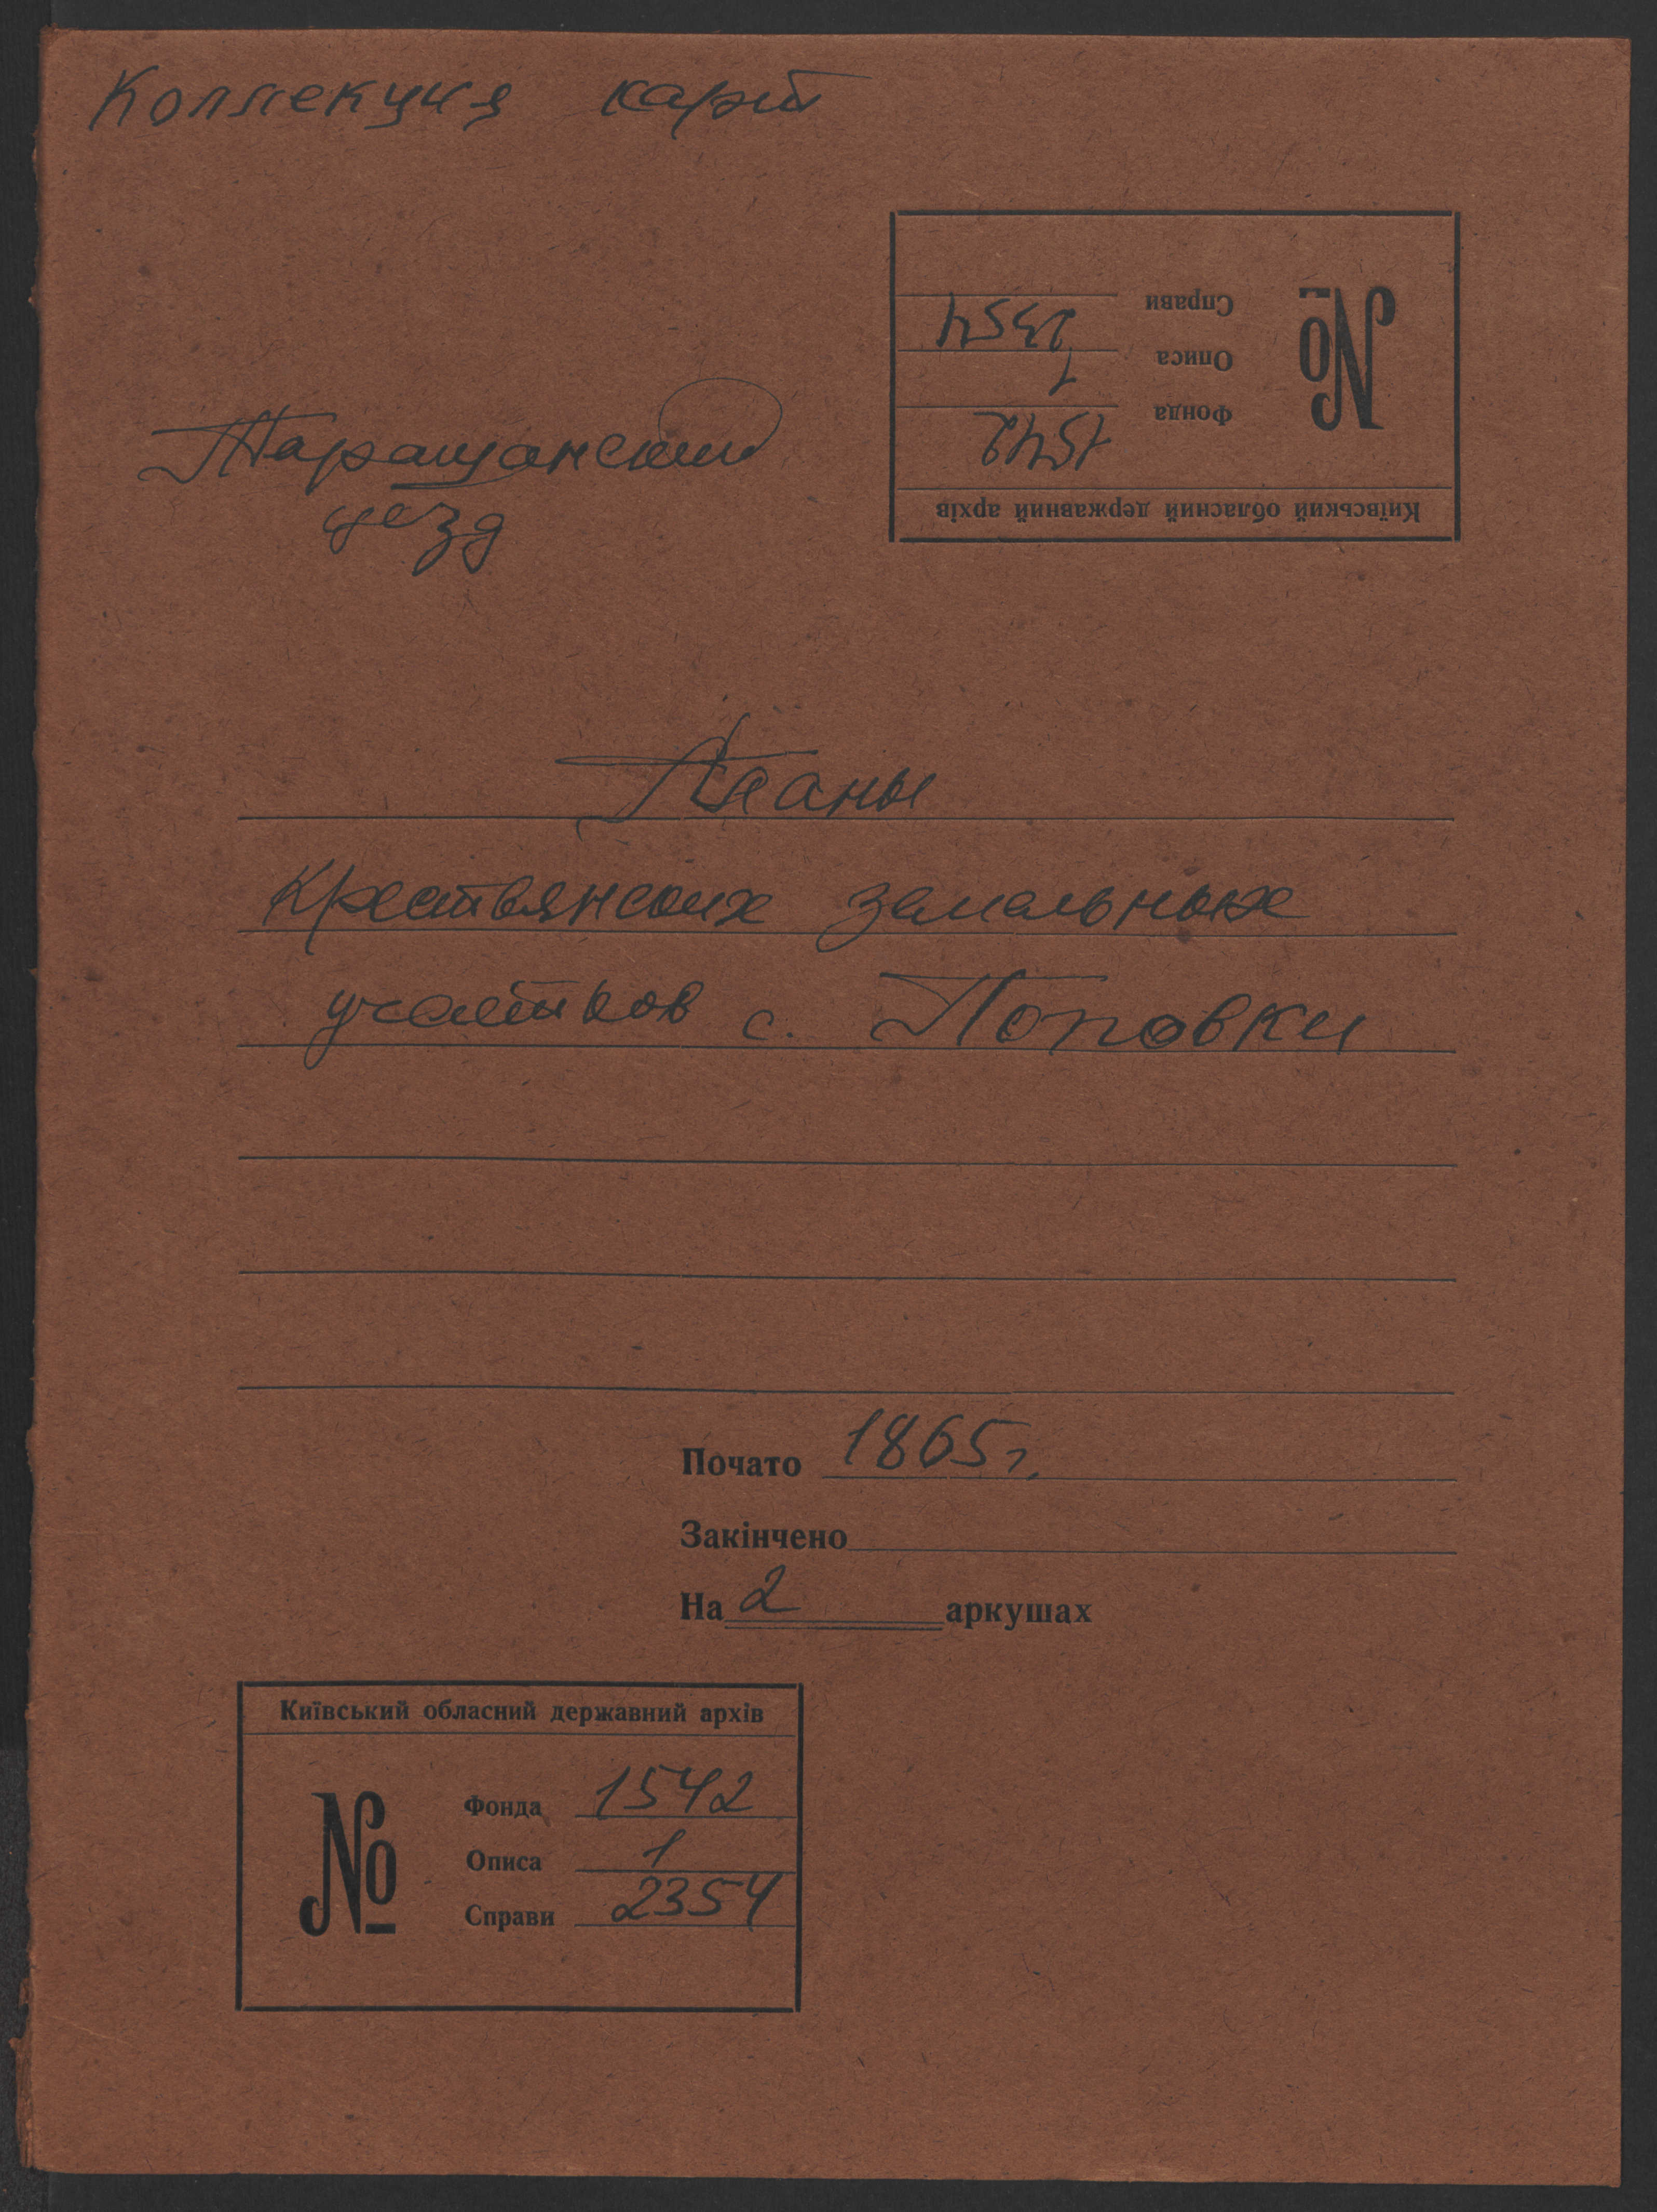 Коллекция карт
Киïвський обласний державний архів
№
Фонда 1542
Описа 1
Справи 2354
Таращанский
уезд
Планы
крестьянских земельных
участков с. Поповки
Почато 1865 г.
Закінчено
На 2 аркушах
Київський обласний державний архів
№
Фонда 1542
Описа 1
Справи 2354